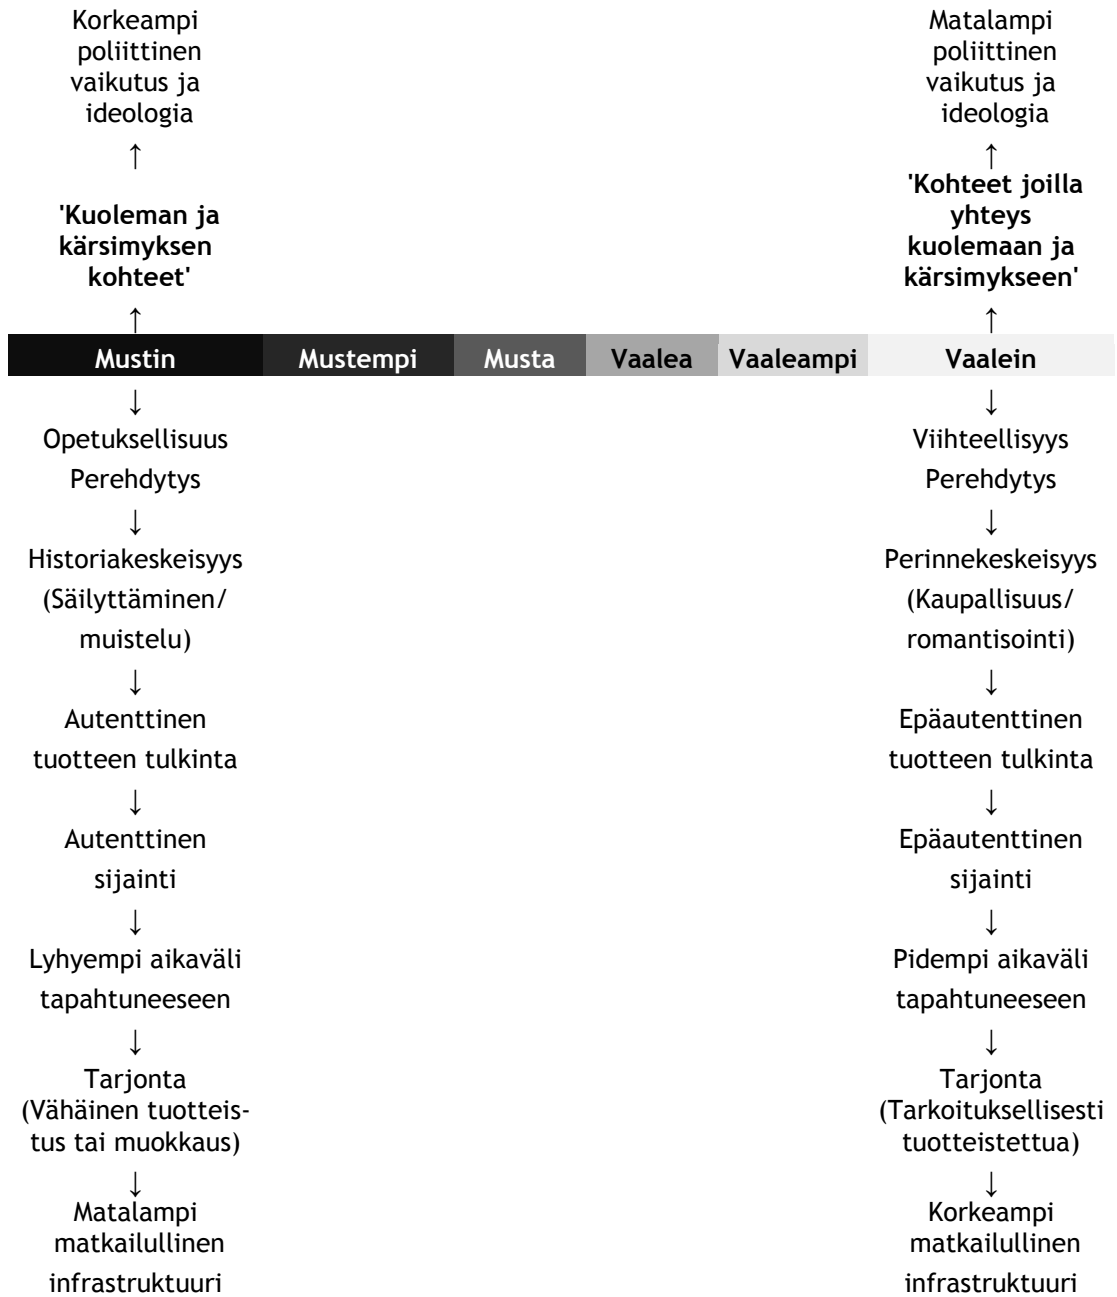 Korkeampi
poliittinen
vaikutus ja
ideologia
↑
'Kuoleman ja
kärsimyksen
kohteet'
↑
Matalampi
poliittinen
vaikutus ja
ideologia
↑
'Kohteet joilla
yhteys
kuolemaan ja
kärsimykseen'
↑
Mustin Mustempi Musta Vaalea Vaaleampi Vaalein
↓
Opetuksellisuus
Perehdytys
↓
Historiakeskeisyys
(Säilyttäminen/
muistelu)
↓
Autenttinen
tuotteen tulkinta
↓
Autenttinen
sijainti
↓
Lyhyempi aikaväli
tapahtuneeseen
↓
Tarjonta
(Vähäinen tuotteis-
tus tai muokkaus)
↓
Matalampi
matkailullinen
infrastruktuuri
↓
Viihteellisyys
Perehdytys
↓
Perinnekeskeisyys
(Kaupallisuus/
romantisointi)
↓
Epäautenttinen
tuotteen tulkinta
↓
Epäautenttinen
sijainti
↓
Pidempi aikaväli
tapahtuneeseen
↓
Tarjonta
(Tarkoituksellisesti
tuotteistettua)
↓
Korkeampi
matkailullinen
infrastruktuuri